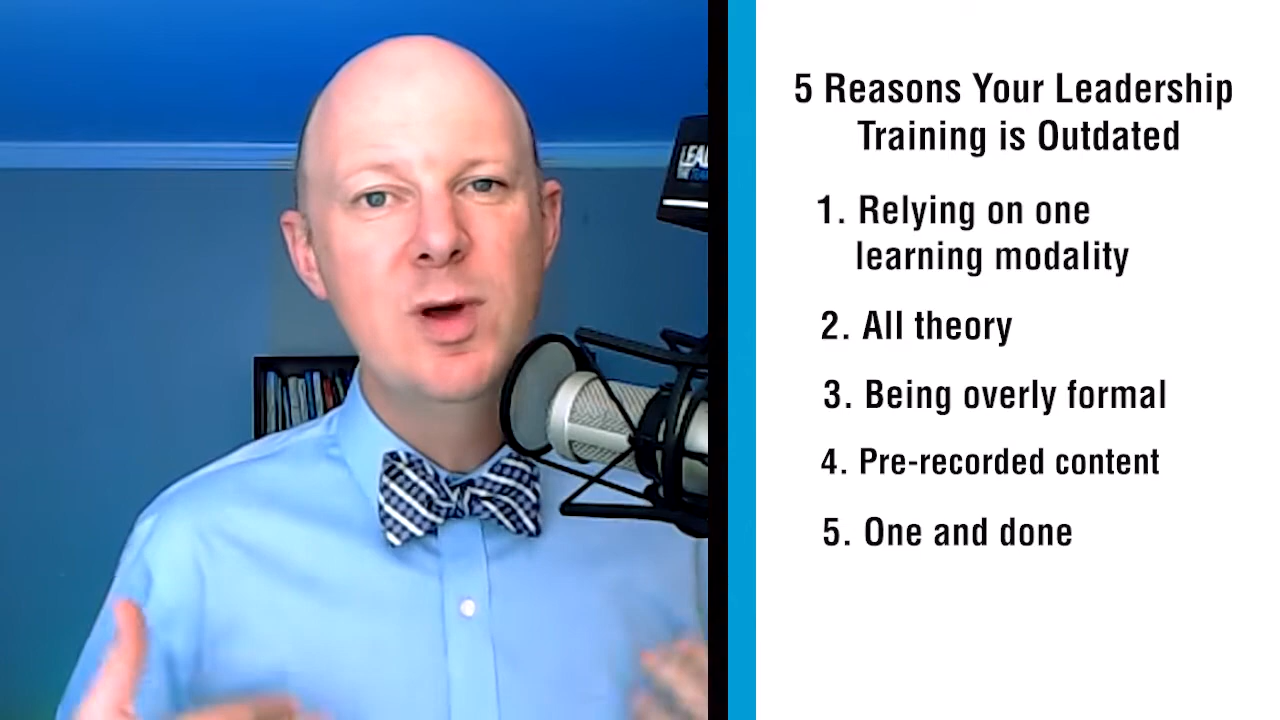 5 Reasons Your Leadership
Training is Outdated
1. Relying on one
learning modality
2. All theory
3. Being overly formal
4. Pre-recorded content
5. One and done